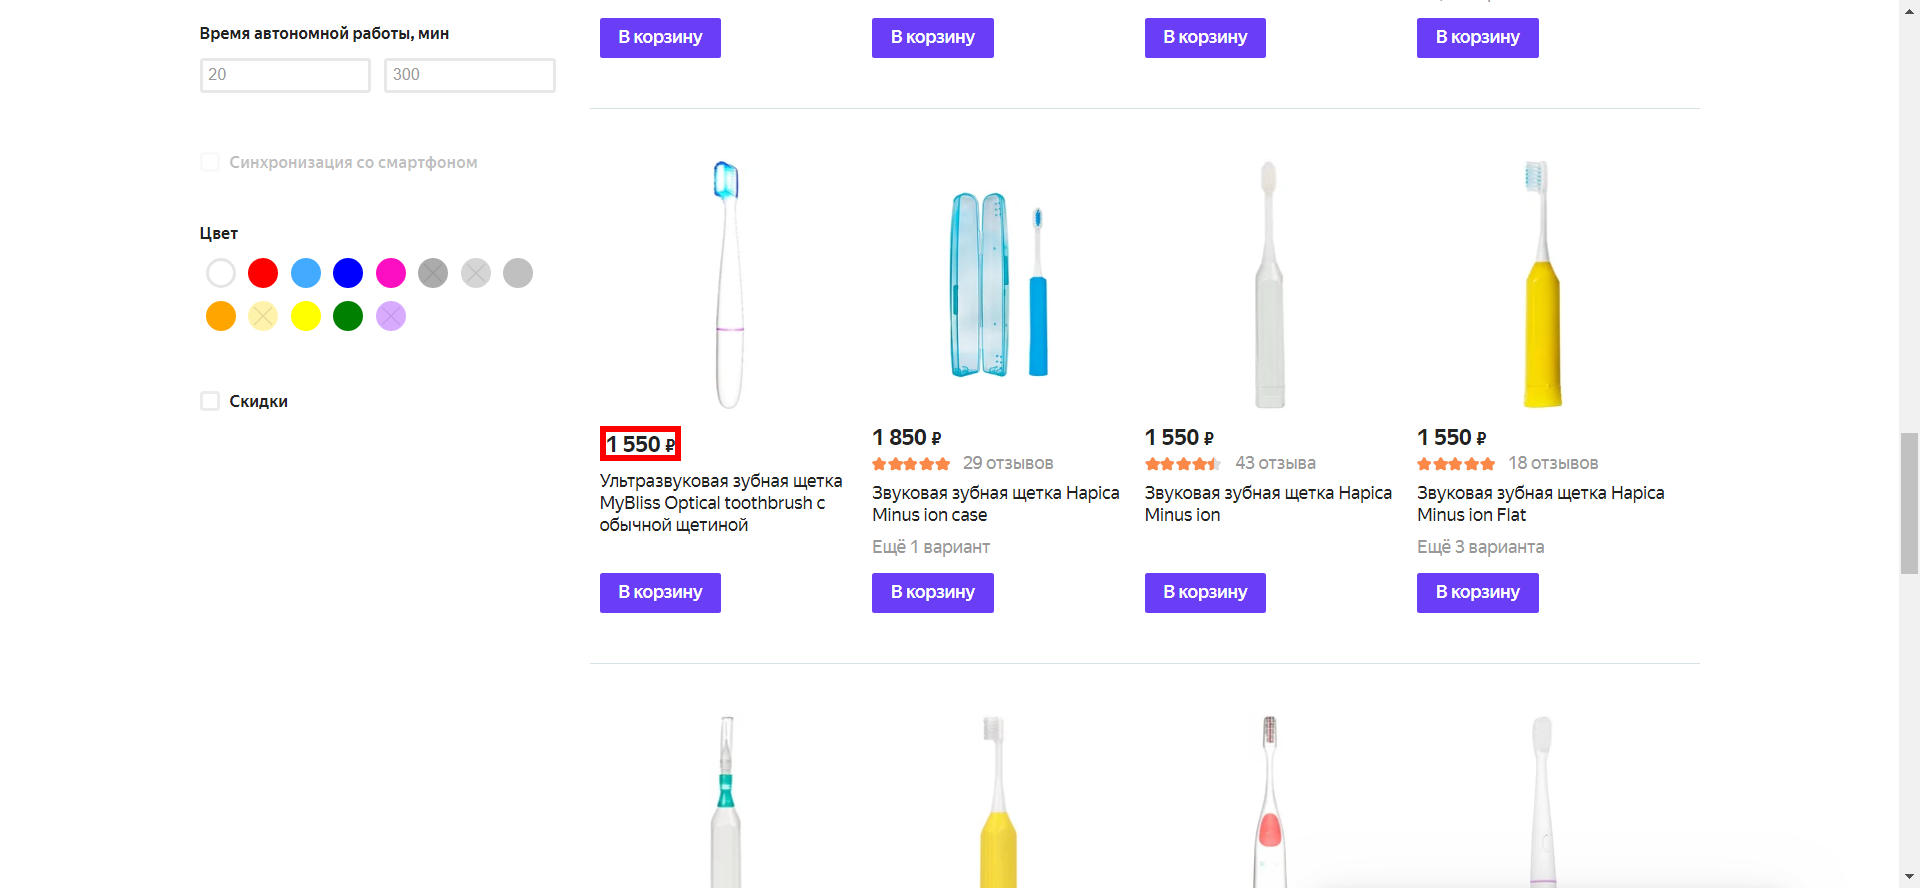 Время автономной работы, мин
20
300
Синхронизация со смартфоном
Цвет
Скидки
В корзину
В корзину
В корзину
В корзину
1 550 ₽
Ультразвуковая зубная щетка
MyBliss Optical toothbrush с
обычной щетиной
В корзину
1 850 ₽
29 отзывов
Звуковая зубная щетка Hapica
Minus ion case
Ещё 1 вариант
В корзину
1 550 ₽
43 отзыва
Звуковая зубная щетка Hapica
Minus ion
В корзину
1 550 ₽
18 отзывов
Звуковая зубная щетка Hapica
Minus ion Flat
Ещё 3 варианта
В корзину